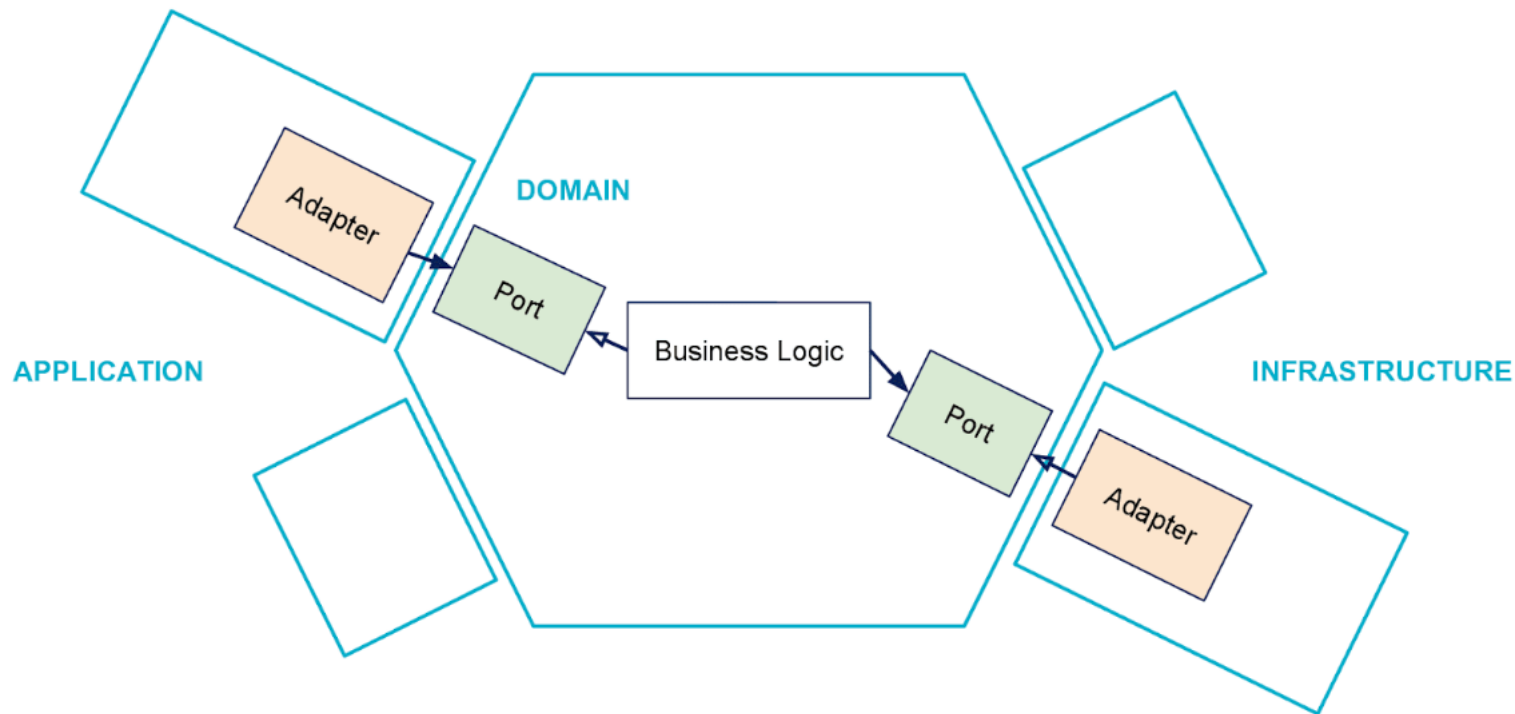 DOMAIN
Adapter
Port
Business Logic
APPLICATION
INFRASTRUCTURE
Port
Adapter